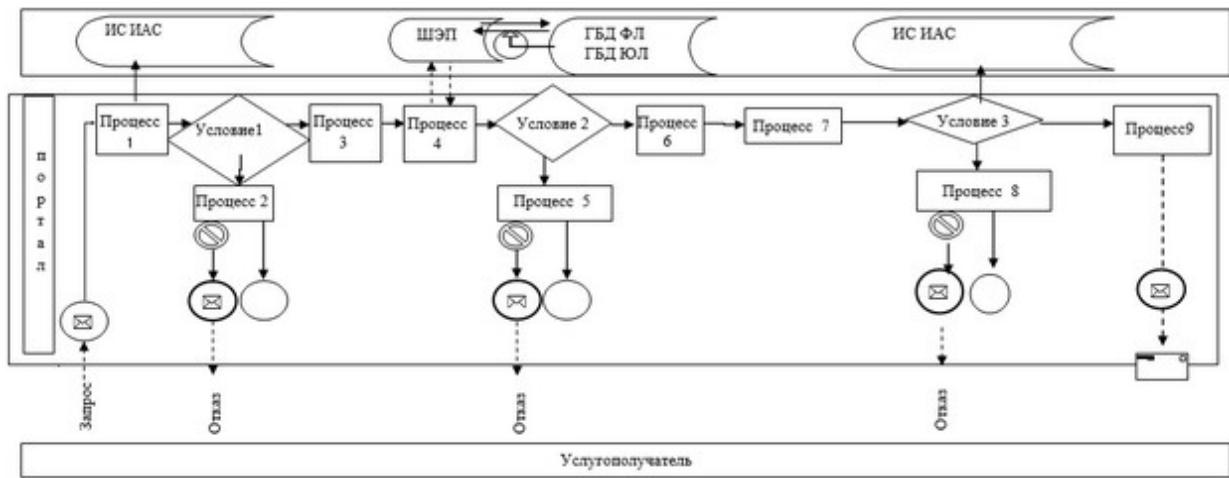 ИС ИАС
ШЭП
ГБД ФЛ
ГБД ЮЛ
ИС ИАС
портал
Процесс
1
Условие1
Процесс
3
Процесс
4
Условие 2
Процесс
6
Процесс 7
Условие 3
Процесс9
Процесс 2
Процесс 5
Процесс 8
Запрос
Отказ
Отказ
Отказ
Услугополучатель